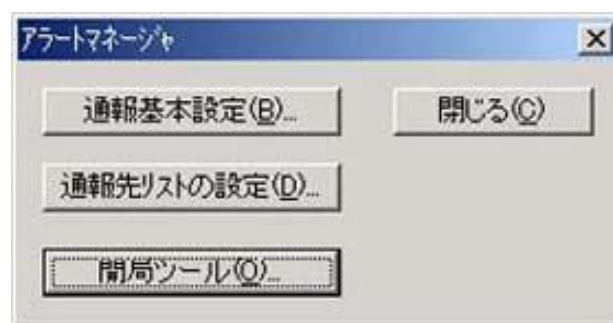 アラートマネージャ
通報基本設定(B)... 閉じる(C)
通報先リストの設定(D)...
開局ツール(O)...